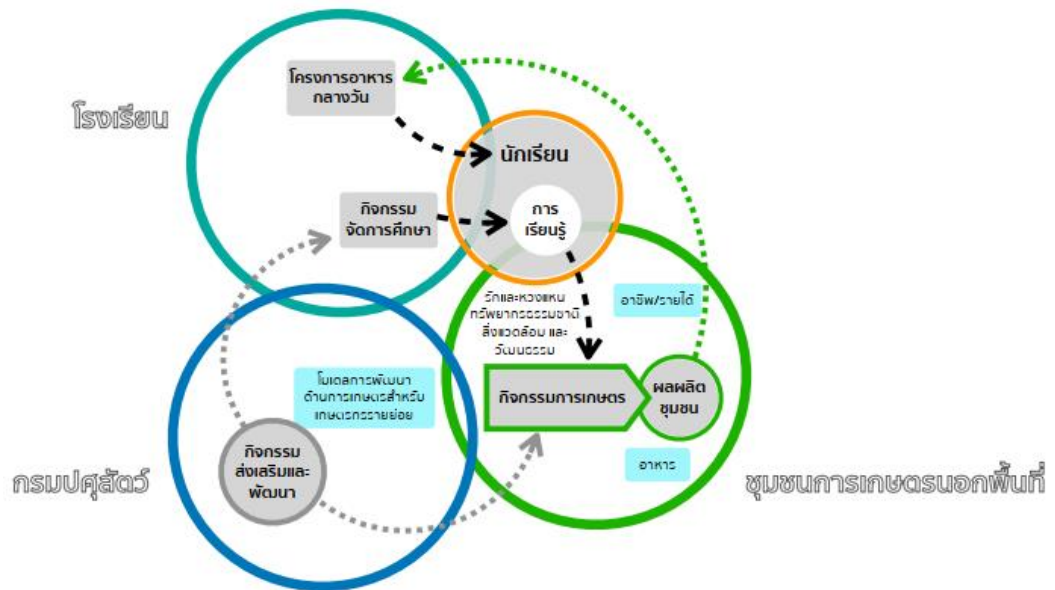 โครงการอาหาร
กลางวัน
โรงเรียน
นักเรียน
กิจกรรม
จัดการศึกษา
การ
เรียนรู้
รักและหวงแหน
ทรัพยากรธรรมชาติ
สิ่งแวดล้อม และ
วัฒนธรรม
อาชีพ/รายได้
โมเดลการพัฒนา
ด้านการเกษตรสำหรับ
เกษตรกรรายย่อย
กิจกรรมการเกษตร
ผลผลิต
ชุมชน
กิจกรรม
ส่งเสริมและ
พัฒนา
อาหาร
กรมปศุสัตว์
ชุมชนการเกษตรนอกพื้นที่